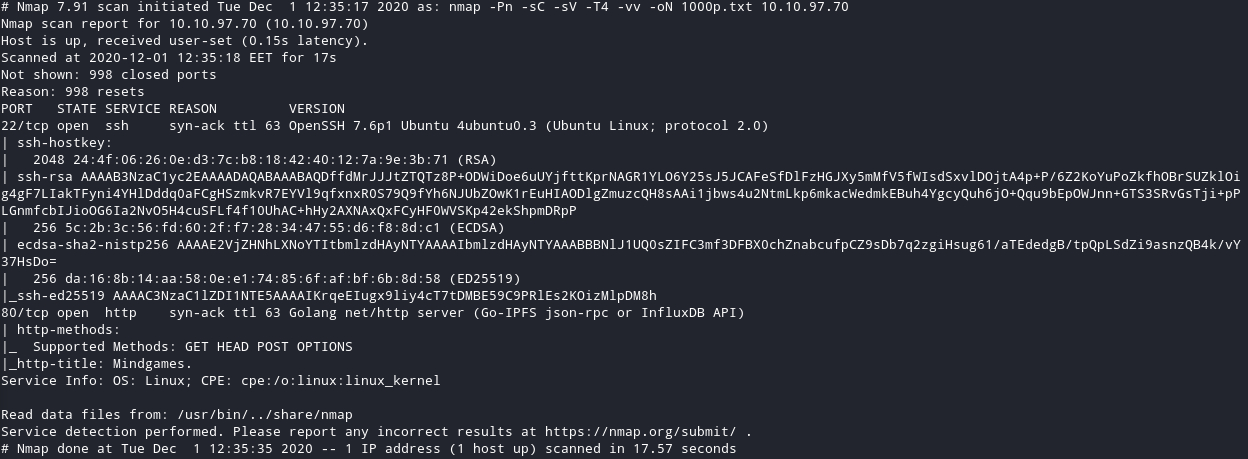 # Nmap 7.91 scan initiated Tue Dec  1 12:35:17 2020 as: nmap -Pn -sC -sV -T4 -vv -oN 1000p.txt 10.10.97.70
Nmap scan report for 10.10.97.70 (10.10.97.70)
Host is up, received user-set (0.15s latency).
Scanned at 2020-12-01 12:35:18 EET for 17s
Not shown: 998 closed ports
Reason: 998 resets
PORT   STATE SERVICE REASON         VERSION
22/tcp open  ssh     syn-ack ttl 63 OpenSSH 7.6p1 Ubuntu 4ubuntu0.3 (Ubuntu Linux; protocol 2.0)
| ssh-hostkey:
|   2048 24:4f:06:26:0e:d3:7c:b8:18:42:40:12:7a:9e:3b:71 (RSA)
| ssh-rsa AAAAB3NzaC1yc2EAAAADAQABAAABAQDffdMrJJJtZTQTz8P+ODWiDoe6uUYjfttKprNAGR1YLO6Y25sJ5JCAFeSfDlFzHGJXy5mMfV5fWIsdSxvlDOjtA4p+P/6Z2KoYuPoZkfhOBrSUZklOi
g4gF7LIakTFyni4YHlDddq0aFCgHSzmkvR7EYVl9qfxnxR0S79Q9fYh6NJUbZOwK1rEuHIAODlgZmuzcQH8sAAi1jbws4u2NtmLkp6mkacWedmkEBuh4YgcyQuh6jO+Qqu9bEpOWJnn+GTS3SRvGsTji+pP
LGnmfcbIJioOG6Ia2NvO5H4cuSFLf4f10UhAC+hHy2AXNAxQxFCyHF0WVSKp42ekShpmDRpP
|   256 5c:2b:3c:56:fd:60:2f:f7:28:34:47:55:d6:f8:8d:c1 (ECDSA)
| ecdsa-sha2-nistp256 AAAAE2VjZHNhLXNoYTItbmlzdHAyNTYAAAAIbmlzdHAyNTYAAABBBNlJ1UQ0sZIFC3mf3DFBX0chZnabcufpCZ9sDb7q2zgiHsug61/aTEdedgB/tpQpLSdZi9asnzQB4k/vY
37HsDo=
|   256 da:16:8b:14:aa:58:0e:e1:74:85:6f:af:bf:6b:8d:58 (ED25519)
|_ssh-ed25519 AAAAC3NzaC1lZDI1NTE5AAAAIKrqeEIugx9liy4cT7tDMBE59C9PRlEs2KOizMlpDM8h
80/tcp open  http    syn-ack ttl 63 Golang net/http server (Go-IPFS json-rpc or InfluxDB API)
| http-methods:
|_  Supported Methods: GET HEAD POST OPTIONS
|_http-title: Mindgames.
Service Info: OS: Linux; CPE: cpe:/o:linux:linux_kernel

Read data files from: /usr/bin/../share/nmap
Service detection performed. Please report any incorrect results at https://nmap.org/submit/ .
# Nmap done at Tue Dec  1 12:35:35 2020 -- 1 IP address (1 host up) scanned in 17.57 seconds